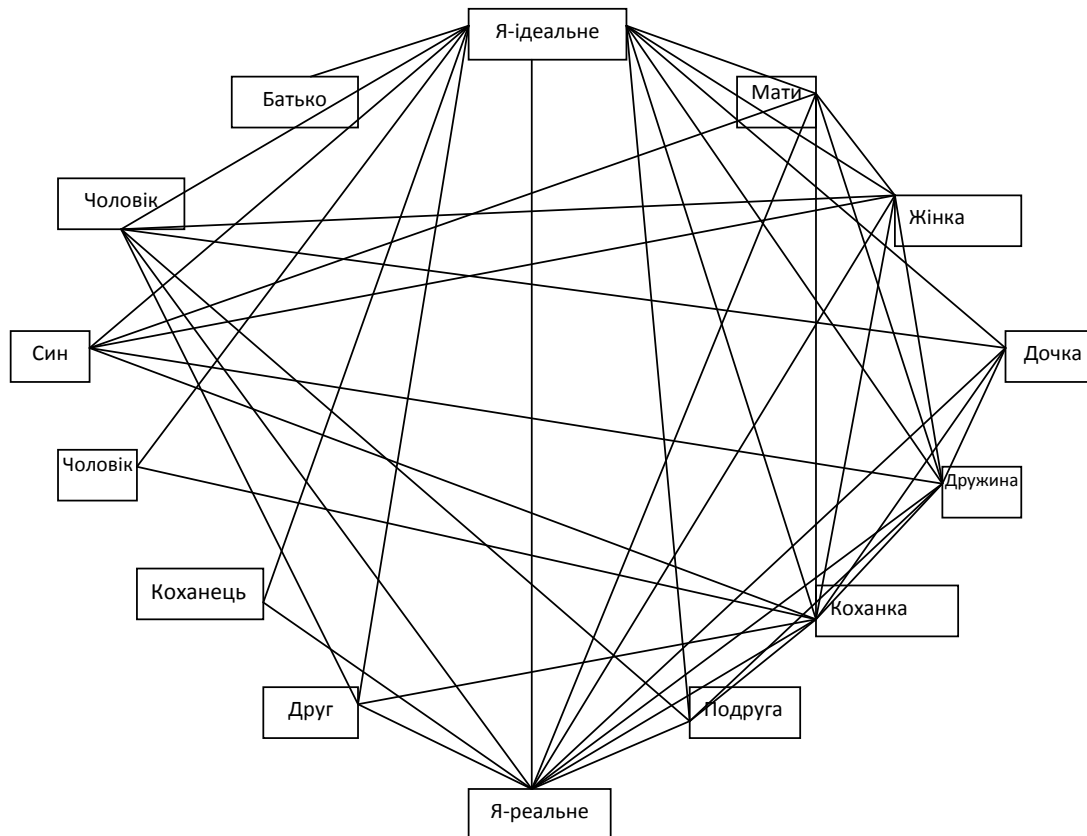 Я-ідеальне
Батько
Мати
Чоловік
Жінка
Син
Дочка
Чоловік
Дружина
Коханець
Коханка
Друг
Подруга
Я-реальне